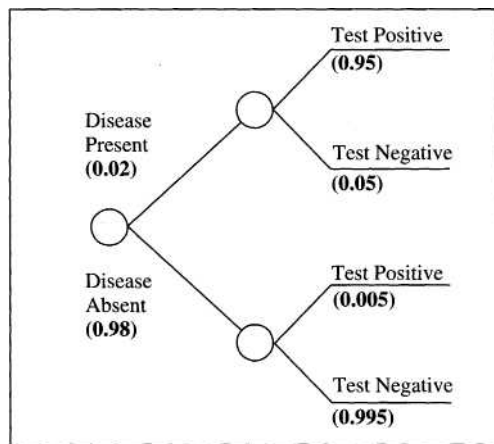 Test Positive
(0.95)
Disease
Present
(0.02)
Test Negative
(0.05)
Disease
Absent
(0.98)
Test Positive
(0.005)
Test Negative
(0.995)